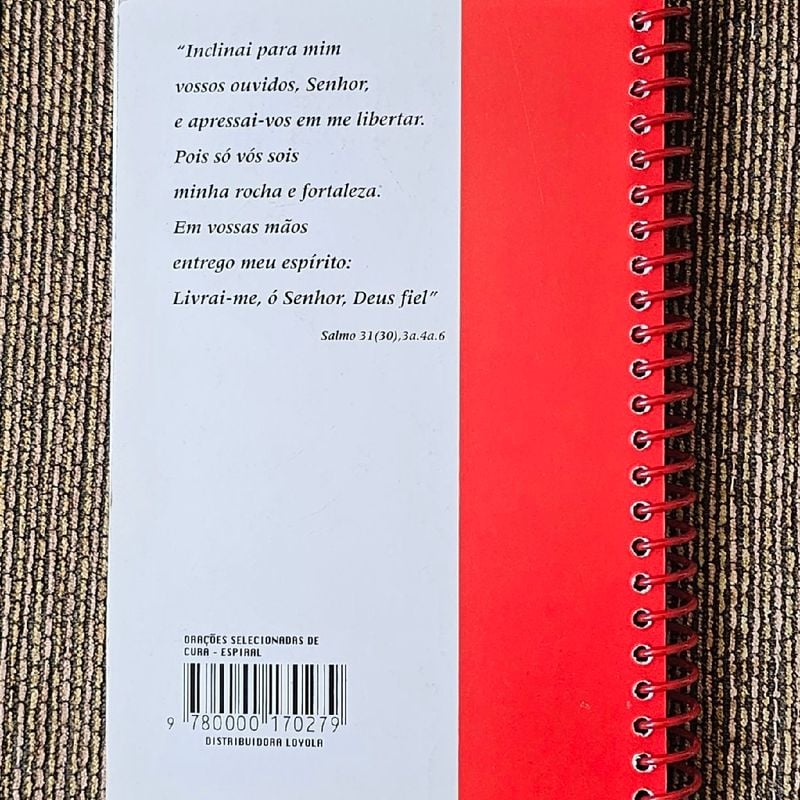 “Inclinai para mim
vossos ouvidos, Senhor,
e apressai-vos em me libertar.
Pois só vós sois
minha rocha e fortaleza.
Em vossas mãos
entrego meu espírito:
Livrai-me, ó Senhor, Deus fiel”
Salmo 31(30),3a.4a.6
ORAÇÕES SELECIONADAS DE
CURA - ESPIRAL
9 780000 170279
DISTRIBUIDORA LOYOLA